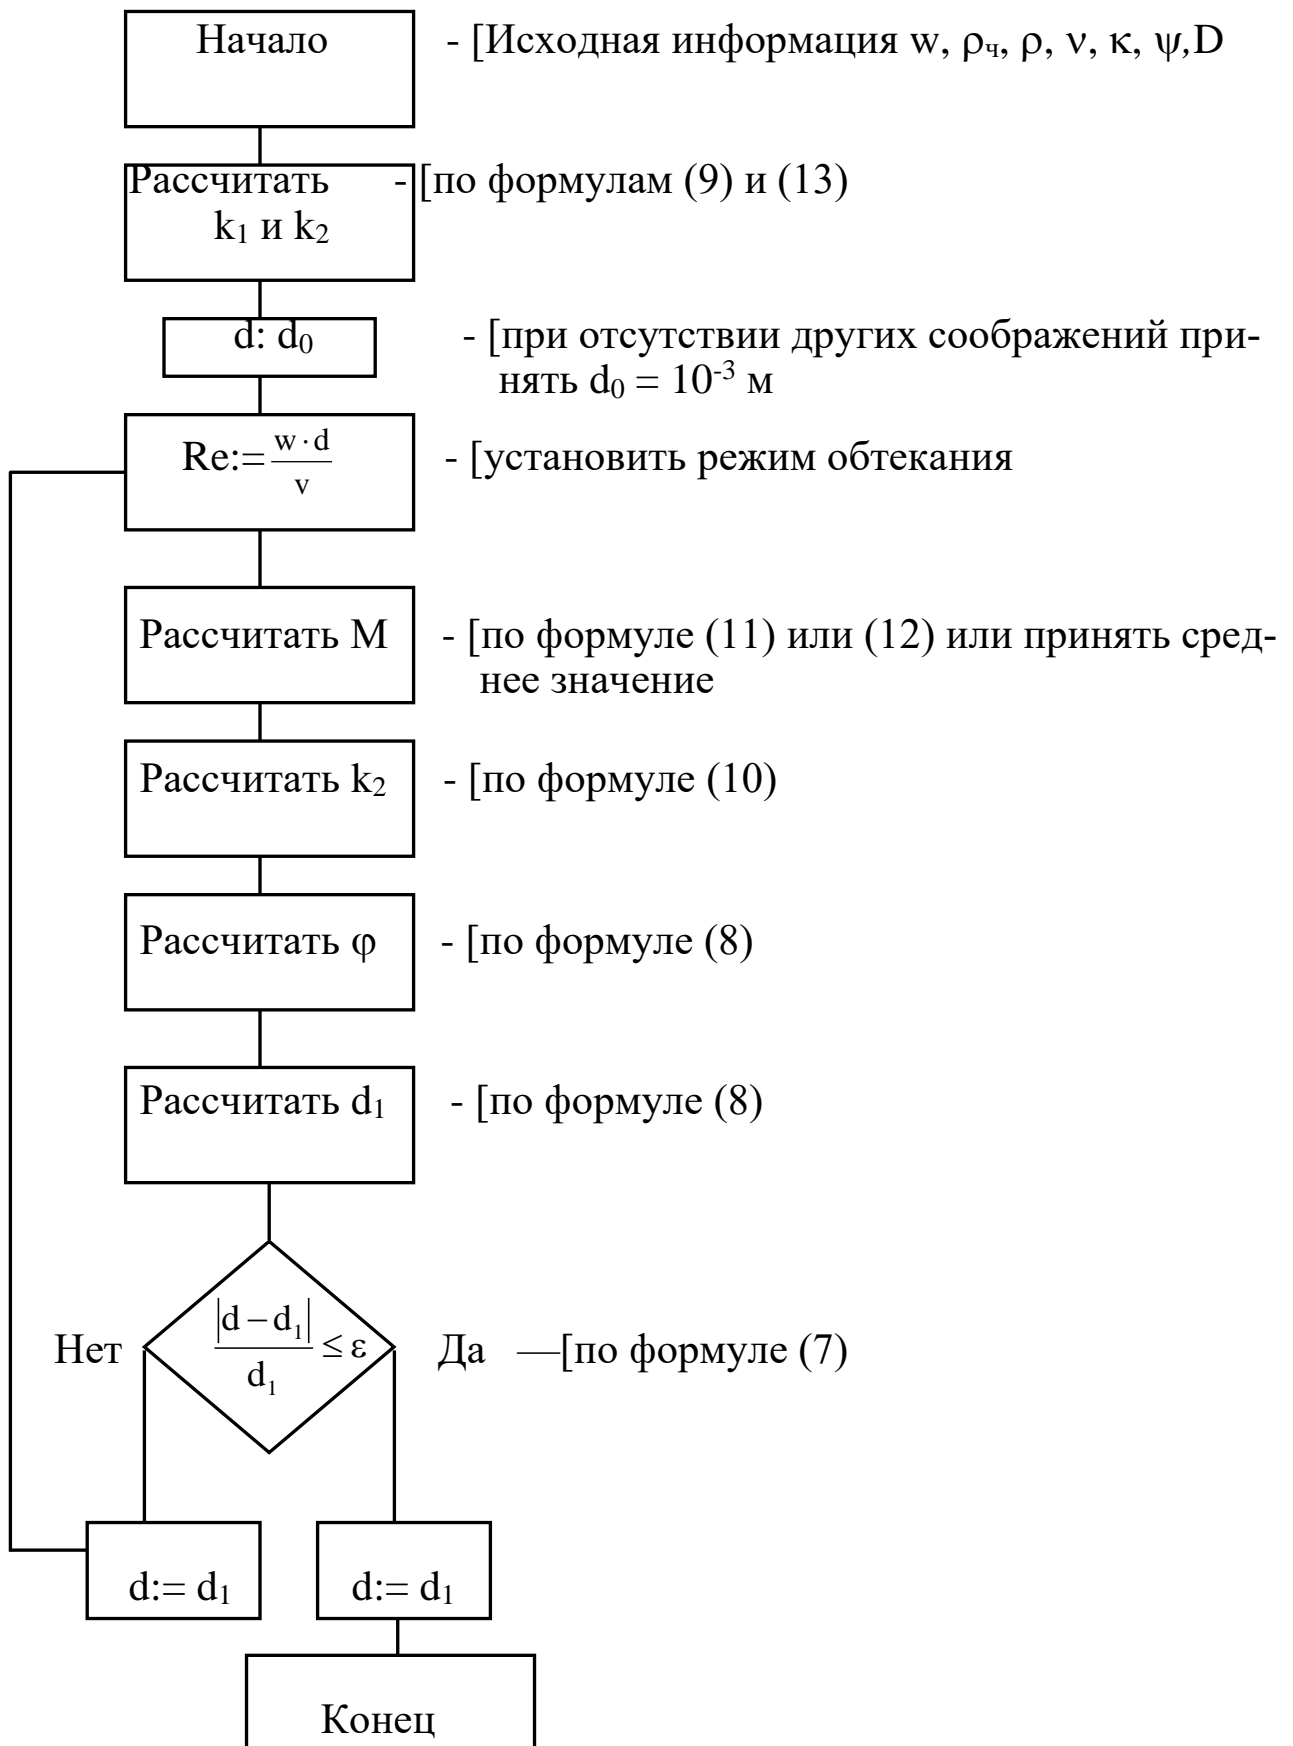 Начало - [Исходная информация w, ρч, ρ, ν, κ, ψ,D
Рассчитать - [по формулам (9) и (13)
k₁ и k₂
d: d₀ - [при отсутствии других соображений при-
нять d₀ = 10⁻³ м
Re:= w · d / ν - [установить режим обтекания
Рассчитать М - [по формуле (11) или (12) или принять сред-
нее значение
Рассчитать k₂ - [по формуле (10)
Рассчитать φ - [по формуле (8)
Рассчитать d₁ - [по формуле (8)
Нет |d – d₁| / d₁ ≤ ε Да —[по формуле (7)
d:= d₁ d:= d₁
Конец